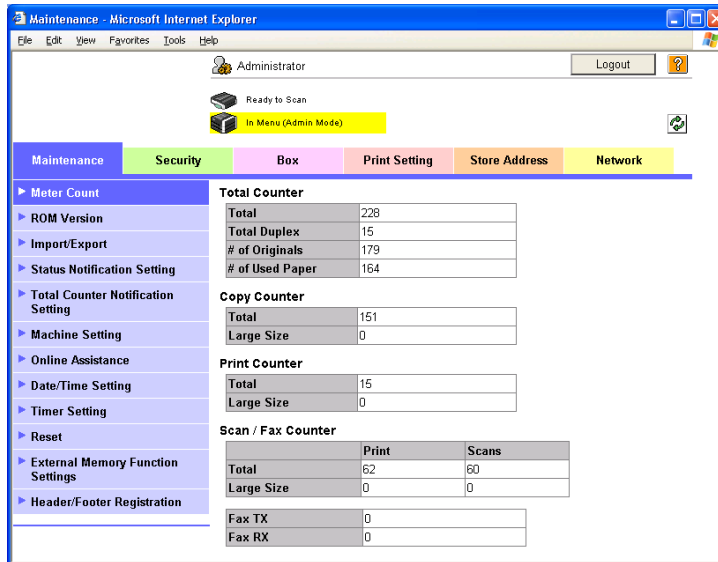 Maintenance - Microsoft Internet Explorer
File Edit View Favorites Tools Help
Administrator
Logout
?
Ready to Scan
In Menu (Admin Mode)
Maintenance Security Box Print Setting Store Address Network
Meter Count
ROM Version
Import/Export
Status Notification Setting
Total Counter Notification
Setting
Machine Setting
Online Assistance
Date/Time Setting
Timer Setting
Reset
External Memory Function
Settings
Header/Footer Registration
Total Counter
Total 228
Total Duplex 15
# of Originals 179
# of Used Paper 164
Copy Counter
Total 151
Large Size 0
Print Counter
Total 15
Large Size 0
Scan / Fax Counter
Print Scans
Total 62 60
Large Size 0 0
Fax TX 0
Fax RX 0